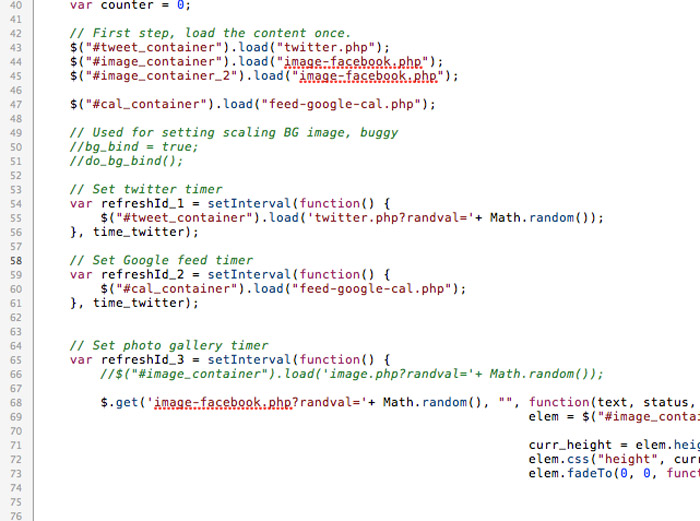 40 var counter = 0;
41
42 // First step, load the content once.
43 $("#tweet_container").load("twitter.php");
44 $("#image_container").load("image-facebook.php");
45 $("#image_container_2").load("image-facebook.php");
46
47 $("#cal_container").load("feed-google-cal.php");
48
49 // Used for setting scaling BG image, buggy
50 //bg_bind = true;
51 //do_bg_bind();
52
53 // Set twitter timer
54 var refreshId_1 = setInterval(function() {
55 $("#tweet_container").load('twitter.php?randval='+ Math.random());
56 }, time_twitter);
57
58 // Set Google feed timer
59 var refreshId_2 = setInterval(function() {
60 $("#cal_container").load("feed-google-cal.php");
61 }, time_twitter);
62
63
64 // Set photo gallery timer
65 var refreshId_3 = setInterval(function() {
66 //$("#image_container").load('image.php?randval='+ Math.random());
67
68 $.get('image-facebook.php?randval='+ Math.random(), "", function(text, status,
69 elem = $("#image_conta
70
71 curr_height = elem.heig
72 elem.css("height", curr
73 elem.fadeTo(0, 0, funct
74
75
76